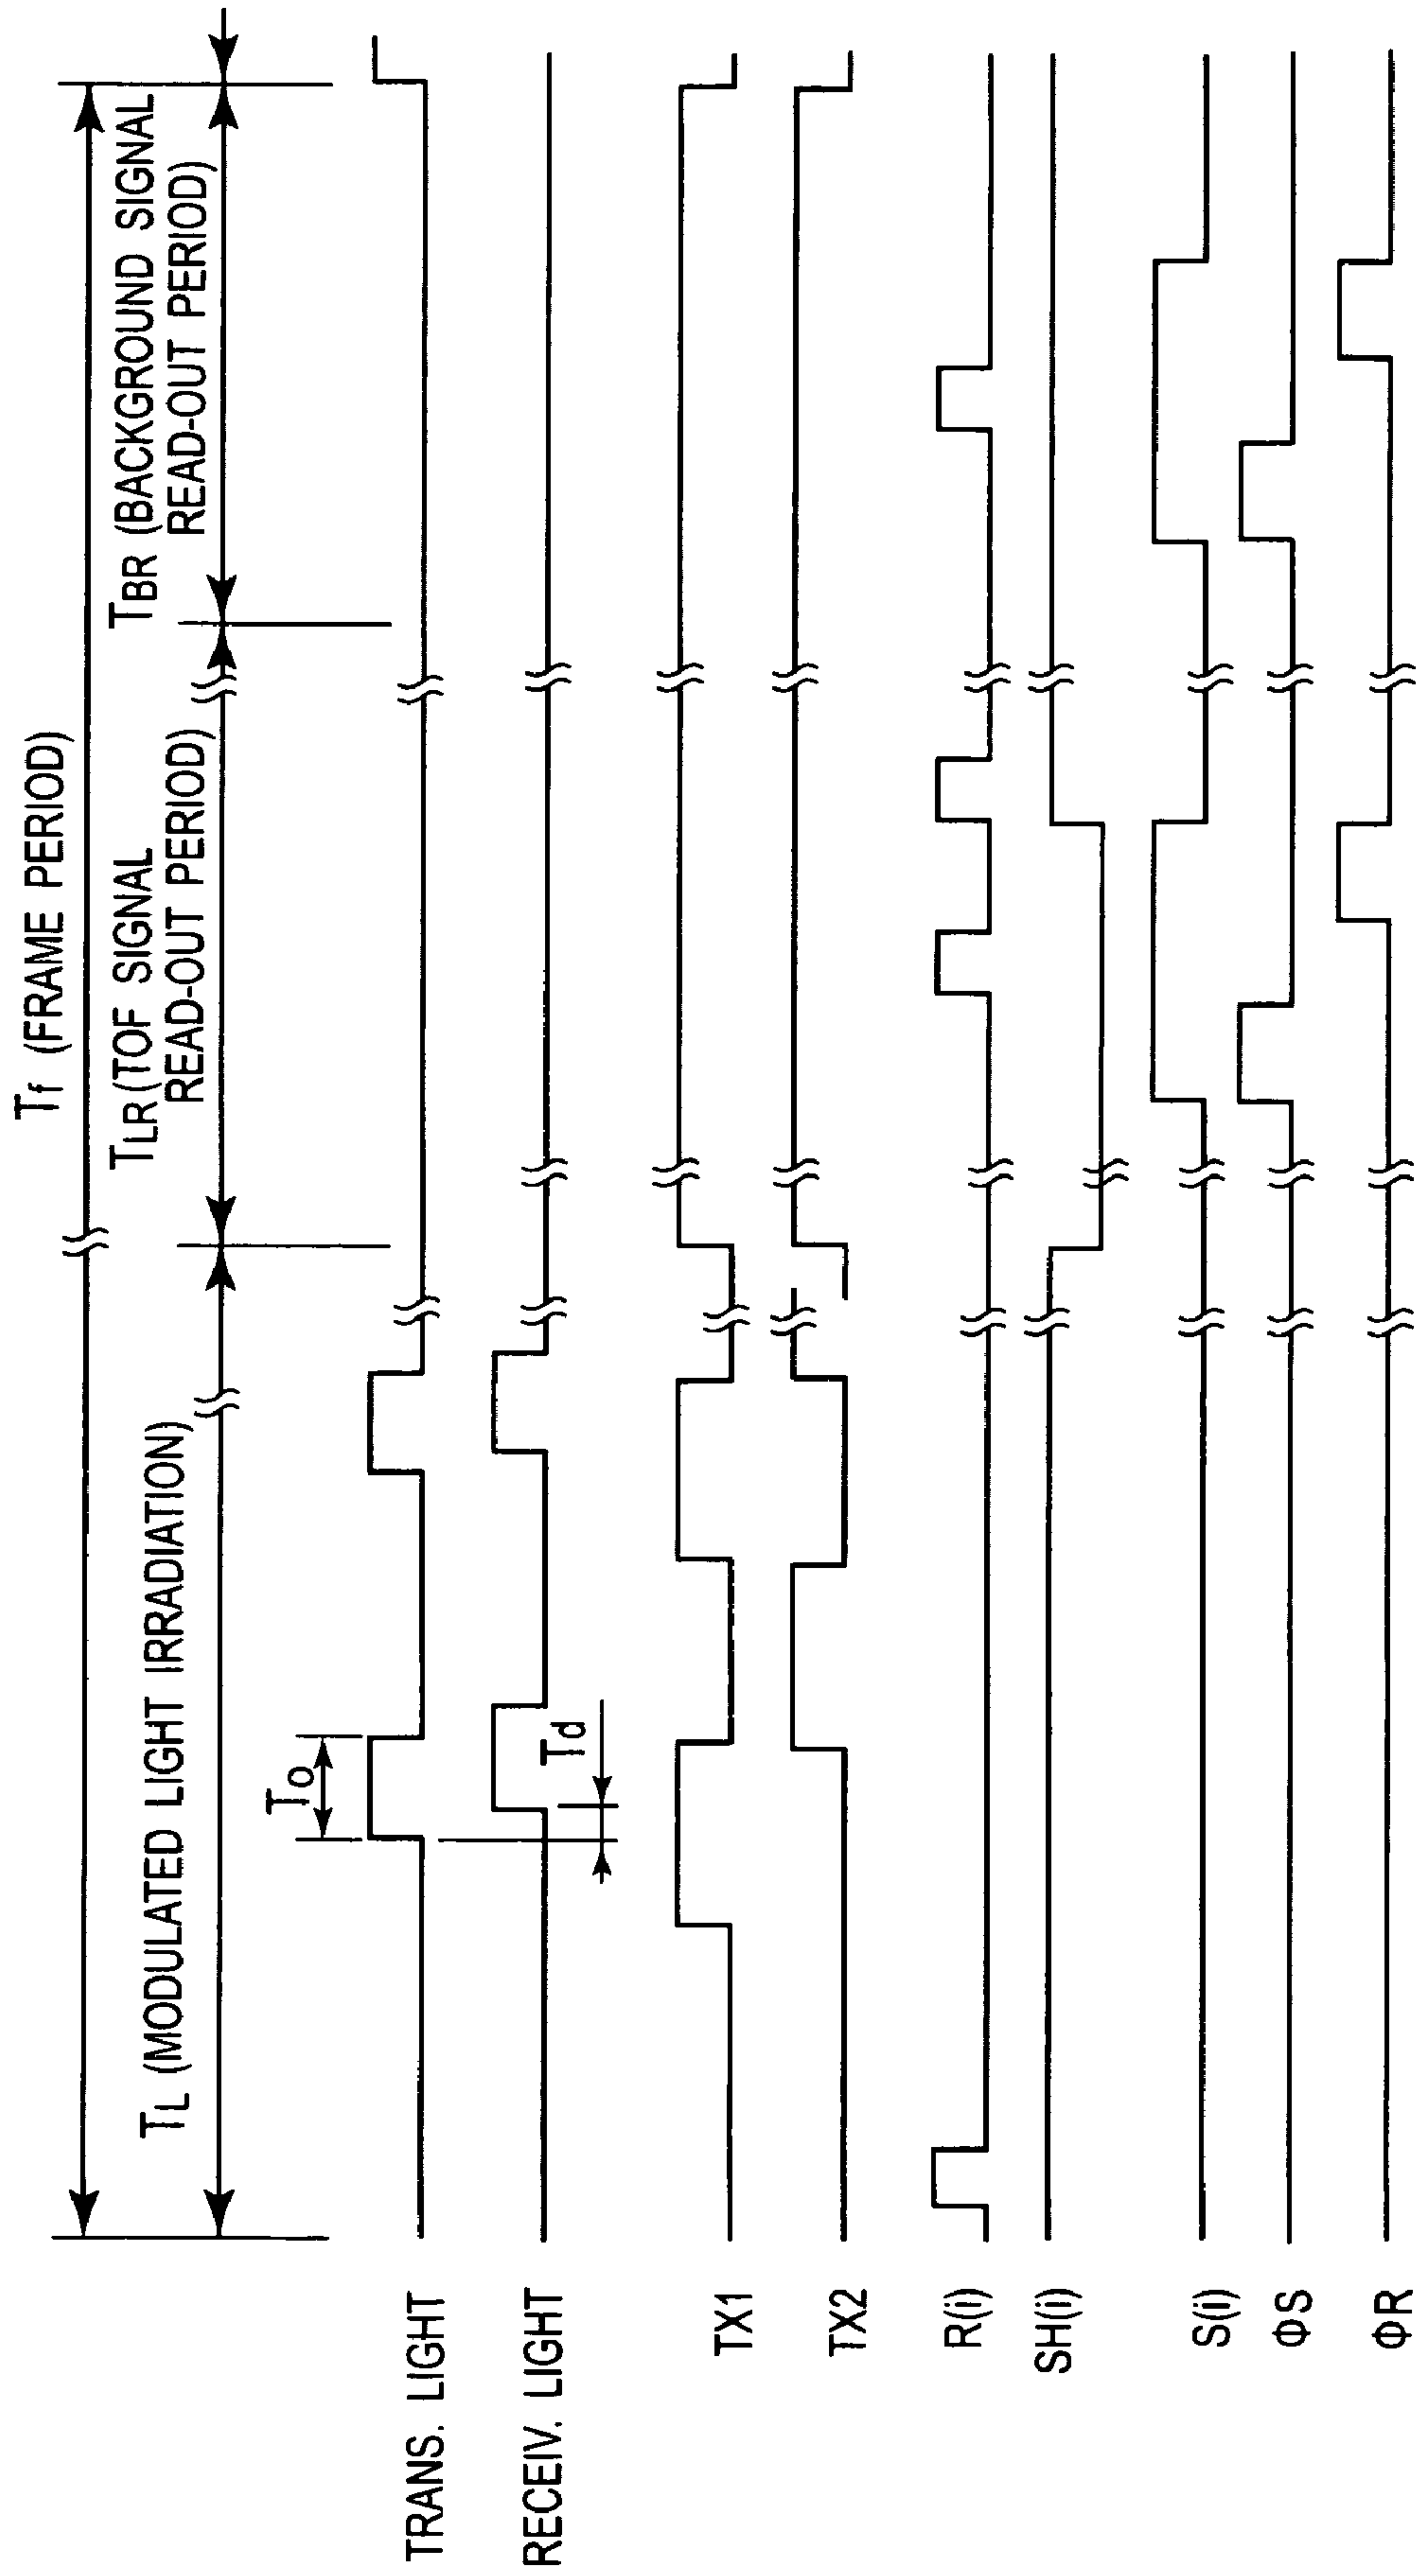 Tf (FRAME PERIOD)
TL (MODULATED LIGHT IRRADIATION)
TLR (TOF SIGNAL
READ-OUT PERIOD)
TBR (BACKGROUND SIGNAL
READ-OUT PERIOD)
To
Td
TRANS. LIGHT
RECEIV. LIGHT
TX1
TX2
R(i)
SH(i)
S(i)
ΦS
ΦR